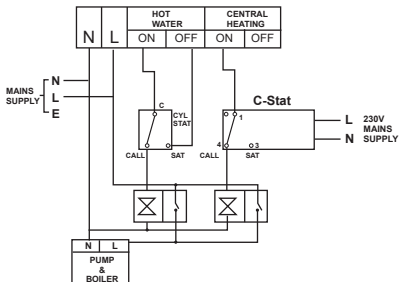 HOT WATER
CENTRAL HEATING
N L ON OFF ON OFF
MAINS SUPPLY
N
L
E
C
CYL STAT
CALL SAT
C-Stat
1
4 3
CALL SAT
L
N
230V MAINS SUPPLY
N L
PUMP
&
BOILER